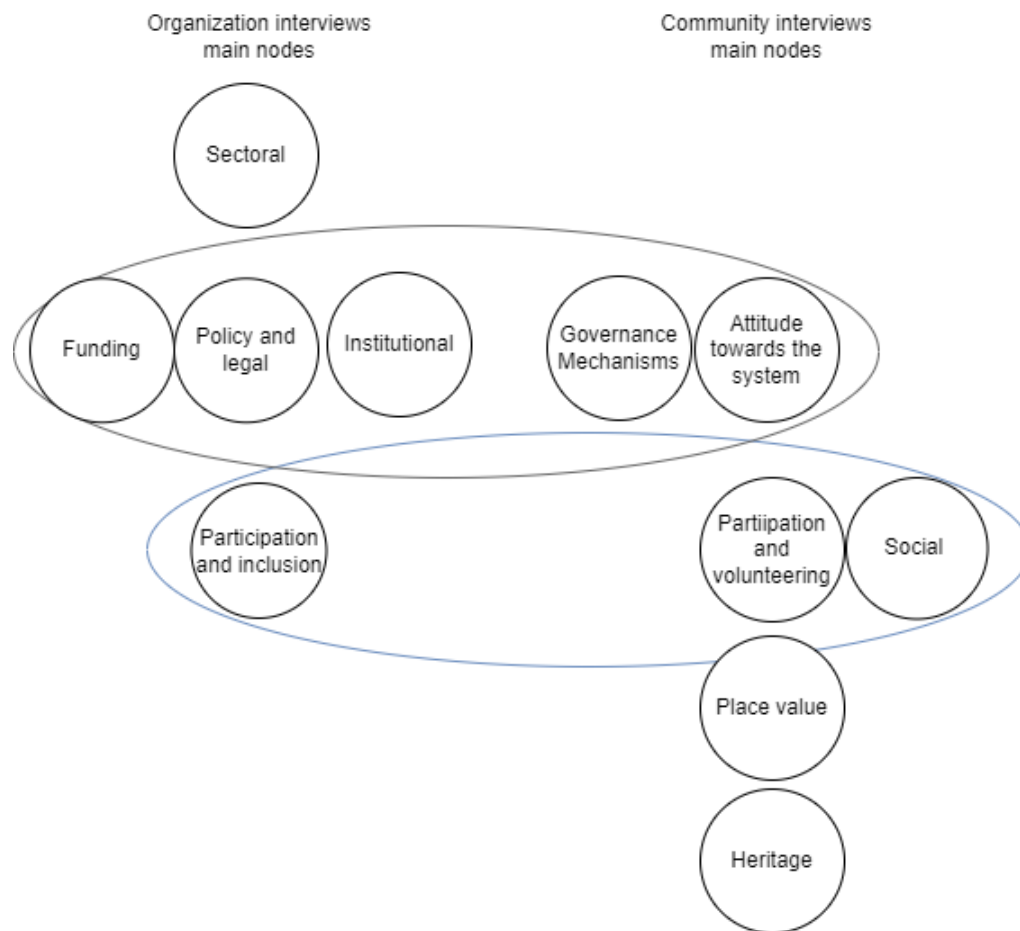 Organization interviews
main nodes
Community interviews
main nodes
Sectoral
Funding
Policy and
legal
Institutional
Governance
Mechanisms
Attitude
towards the
system
Participation
and inclusion
Partiipation
and
volunteering
Social
Place value
Heritage